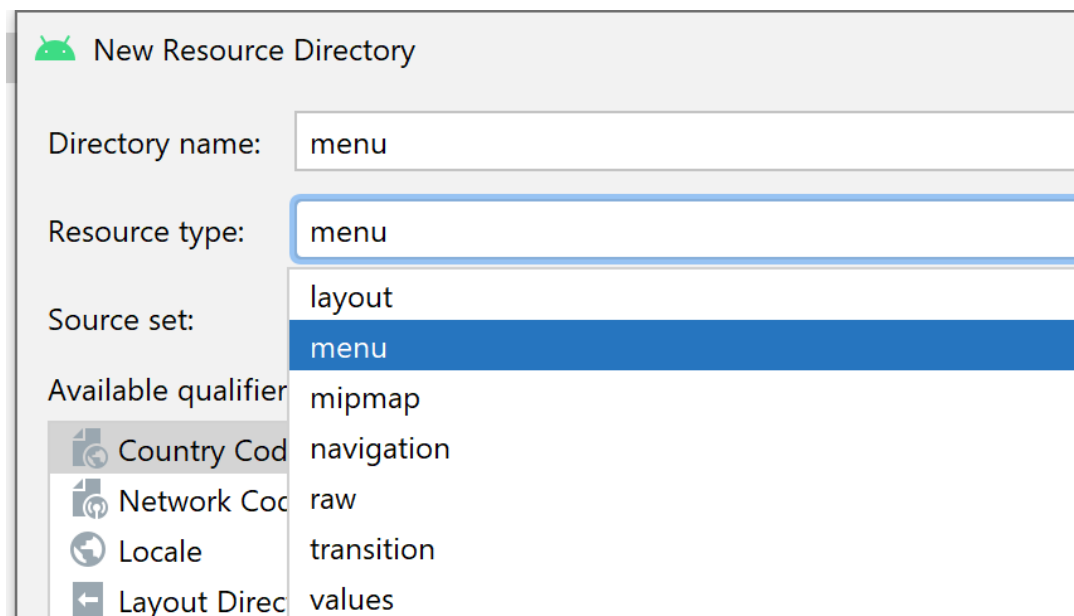 New Resource Directory
Directory name: menu
Resource type: menu
layout
Source set:
menu
Available qualifier
mipmap
Country Cod
navigation
Network Coc
raw
Locale
transition
Layout Direc
values